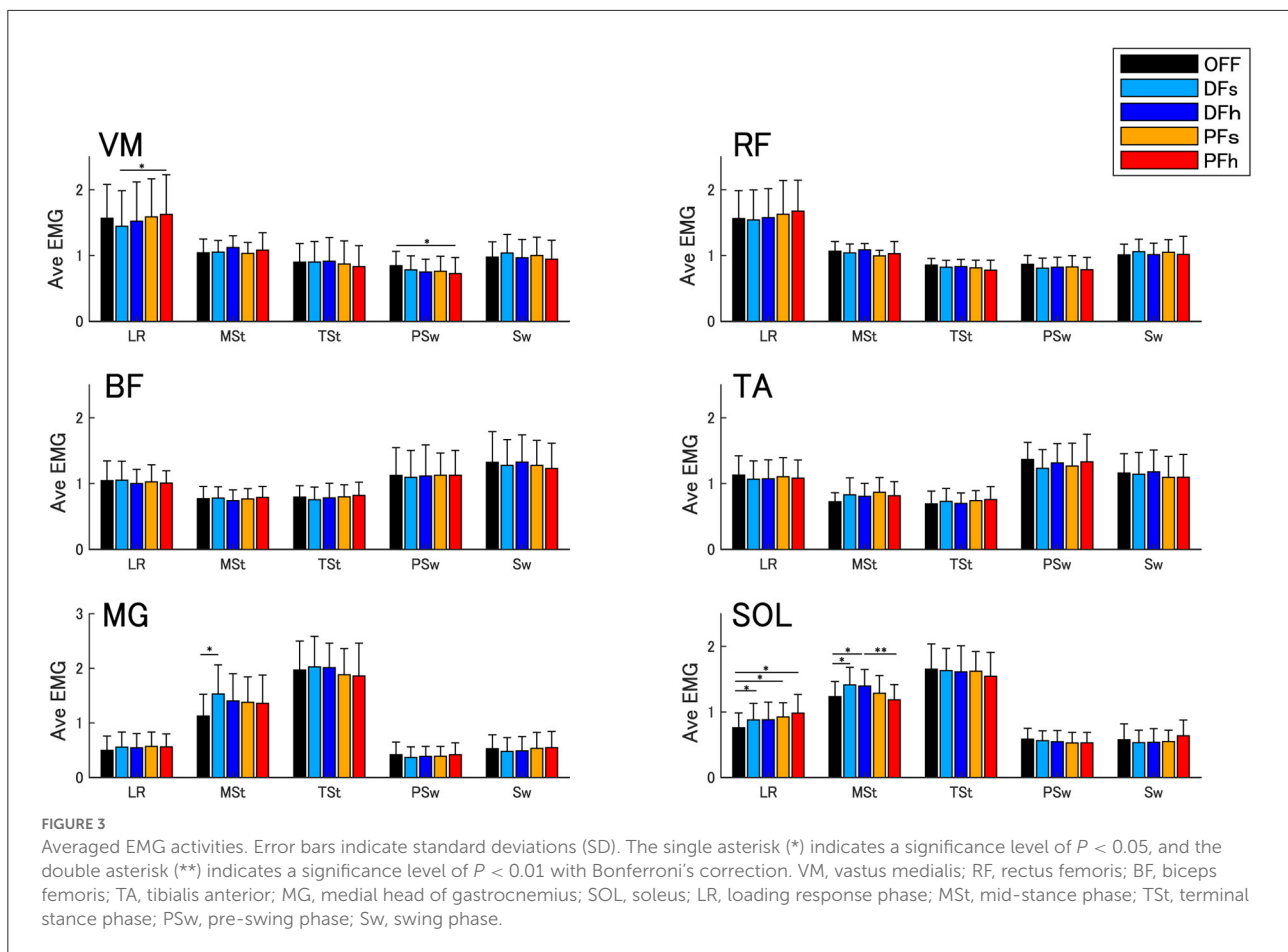 OFF
DFs
DFh
PFs
PFh
VM
Ave EMG
2
1
0
*
*
LR MSt TSt PSw Sw
RF
Ave EMG
2
1
0
LR MSt TSt PSw Sw
BF
Ave EMG
2
1
0
LR MSt TSt PSw Sw
TA
Ave EMG
2
1
0
LR MSt TSt PSw Sw
MG
Ave EMG
3
2
1
0
*
LR MSt TSt PSw Sw
SOL
Ave EMG
2
1
0
*
*
*
*
**
*
LR MSt TSt PSw Sw
FIGURE 3
Averaged EMG activities. Error bars indicate standard deviations (SD). The single asterisk (*) indicates a significance level of P < 0.05, and the
double asterisk (**) indicates a significance level of P < 0.01 with Bonferroni’s correction. VM, vastus medialis; RF, rectus femoris; BF, biceps
femoris; TA, tibialis anterior; MG, medial head of gastrocnemius; SOL, soleus; LR, loading response phase; MSt, mid-stance phase; TSt, terminal
stance phase; PSw, pre-swing phase; Sw, swing phase.